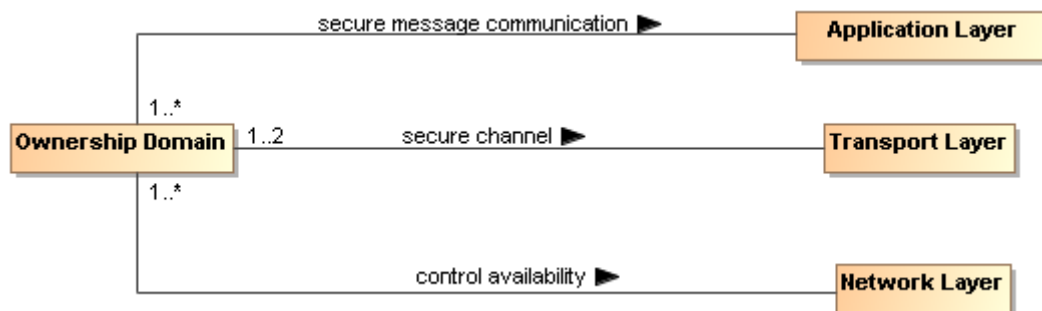 secure message communication
Application Layer
1..*
Ownership Domain
1..2
secure channel
Transport Layer
1..*
control availability
Network Layer